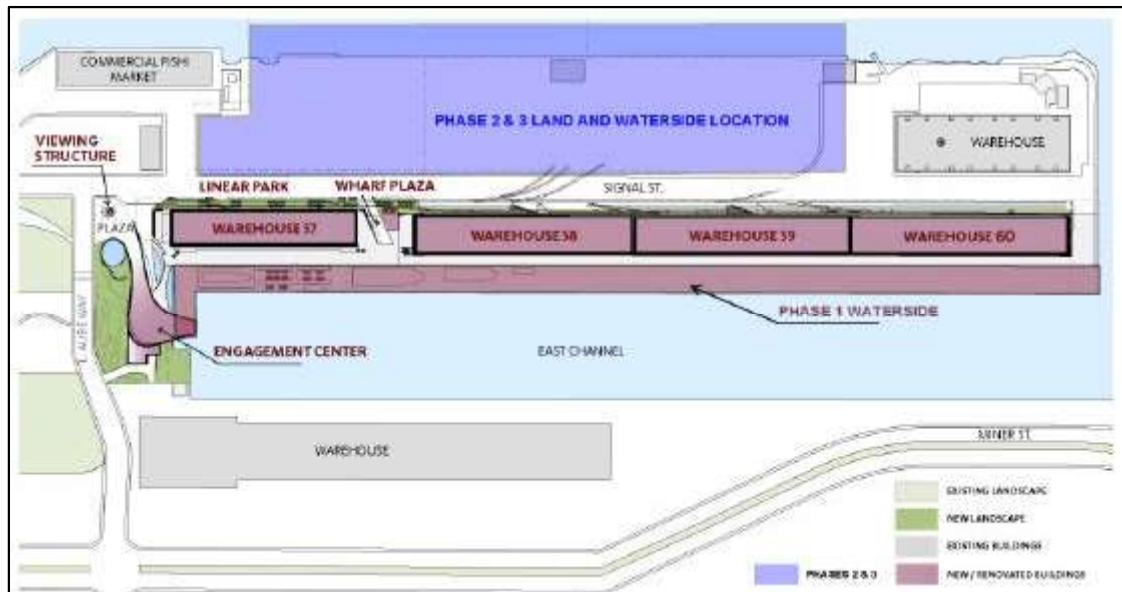 COMMERCIAL FISH
MARKET
VIEWING
STRUCTURE
PHASE 2 & 3 LAND AND WATERSIDE LOCATION
WAREHOUSE
LINEAR PARK
WHARF PLAZA
SIGNAL ST.
PLAZA
WAREHOUSE 57
WAREHOUSE 58
WAREHOUSE 59
WAREHOUSE 60
PHASE 1 WATERSIDE
ENGAGEMENT CENTER
EAST CHANNEL
WAREHOUSE
MINER ST.
EXISTING LANDSCAPE
NEW LANDSCAPE
EXISTING BUILDINGS
PHASES 2 & 3
NEW / RENOVATED BUILDINGS